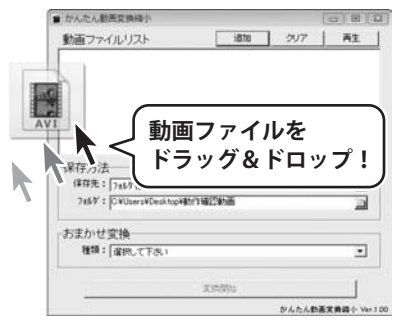 かんたん動画変換縮小
動画ファイルリスト
追加
クリア
再生
AVI
動画ファイルを
ドラッグ＆ドロップ！
保存方法
保存先：
フォルダ：
C:¥Users¥Desktop¥動作確認動画
おまかせ変換
種類：
選択して下さい
変換開始
かんたん動画変換縮小 Ver.1.00